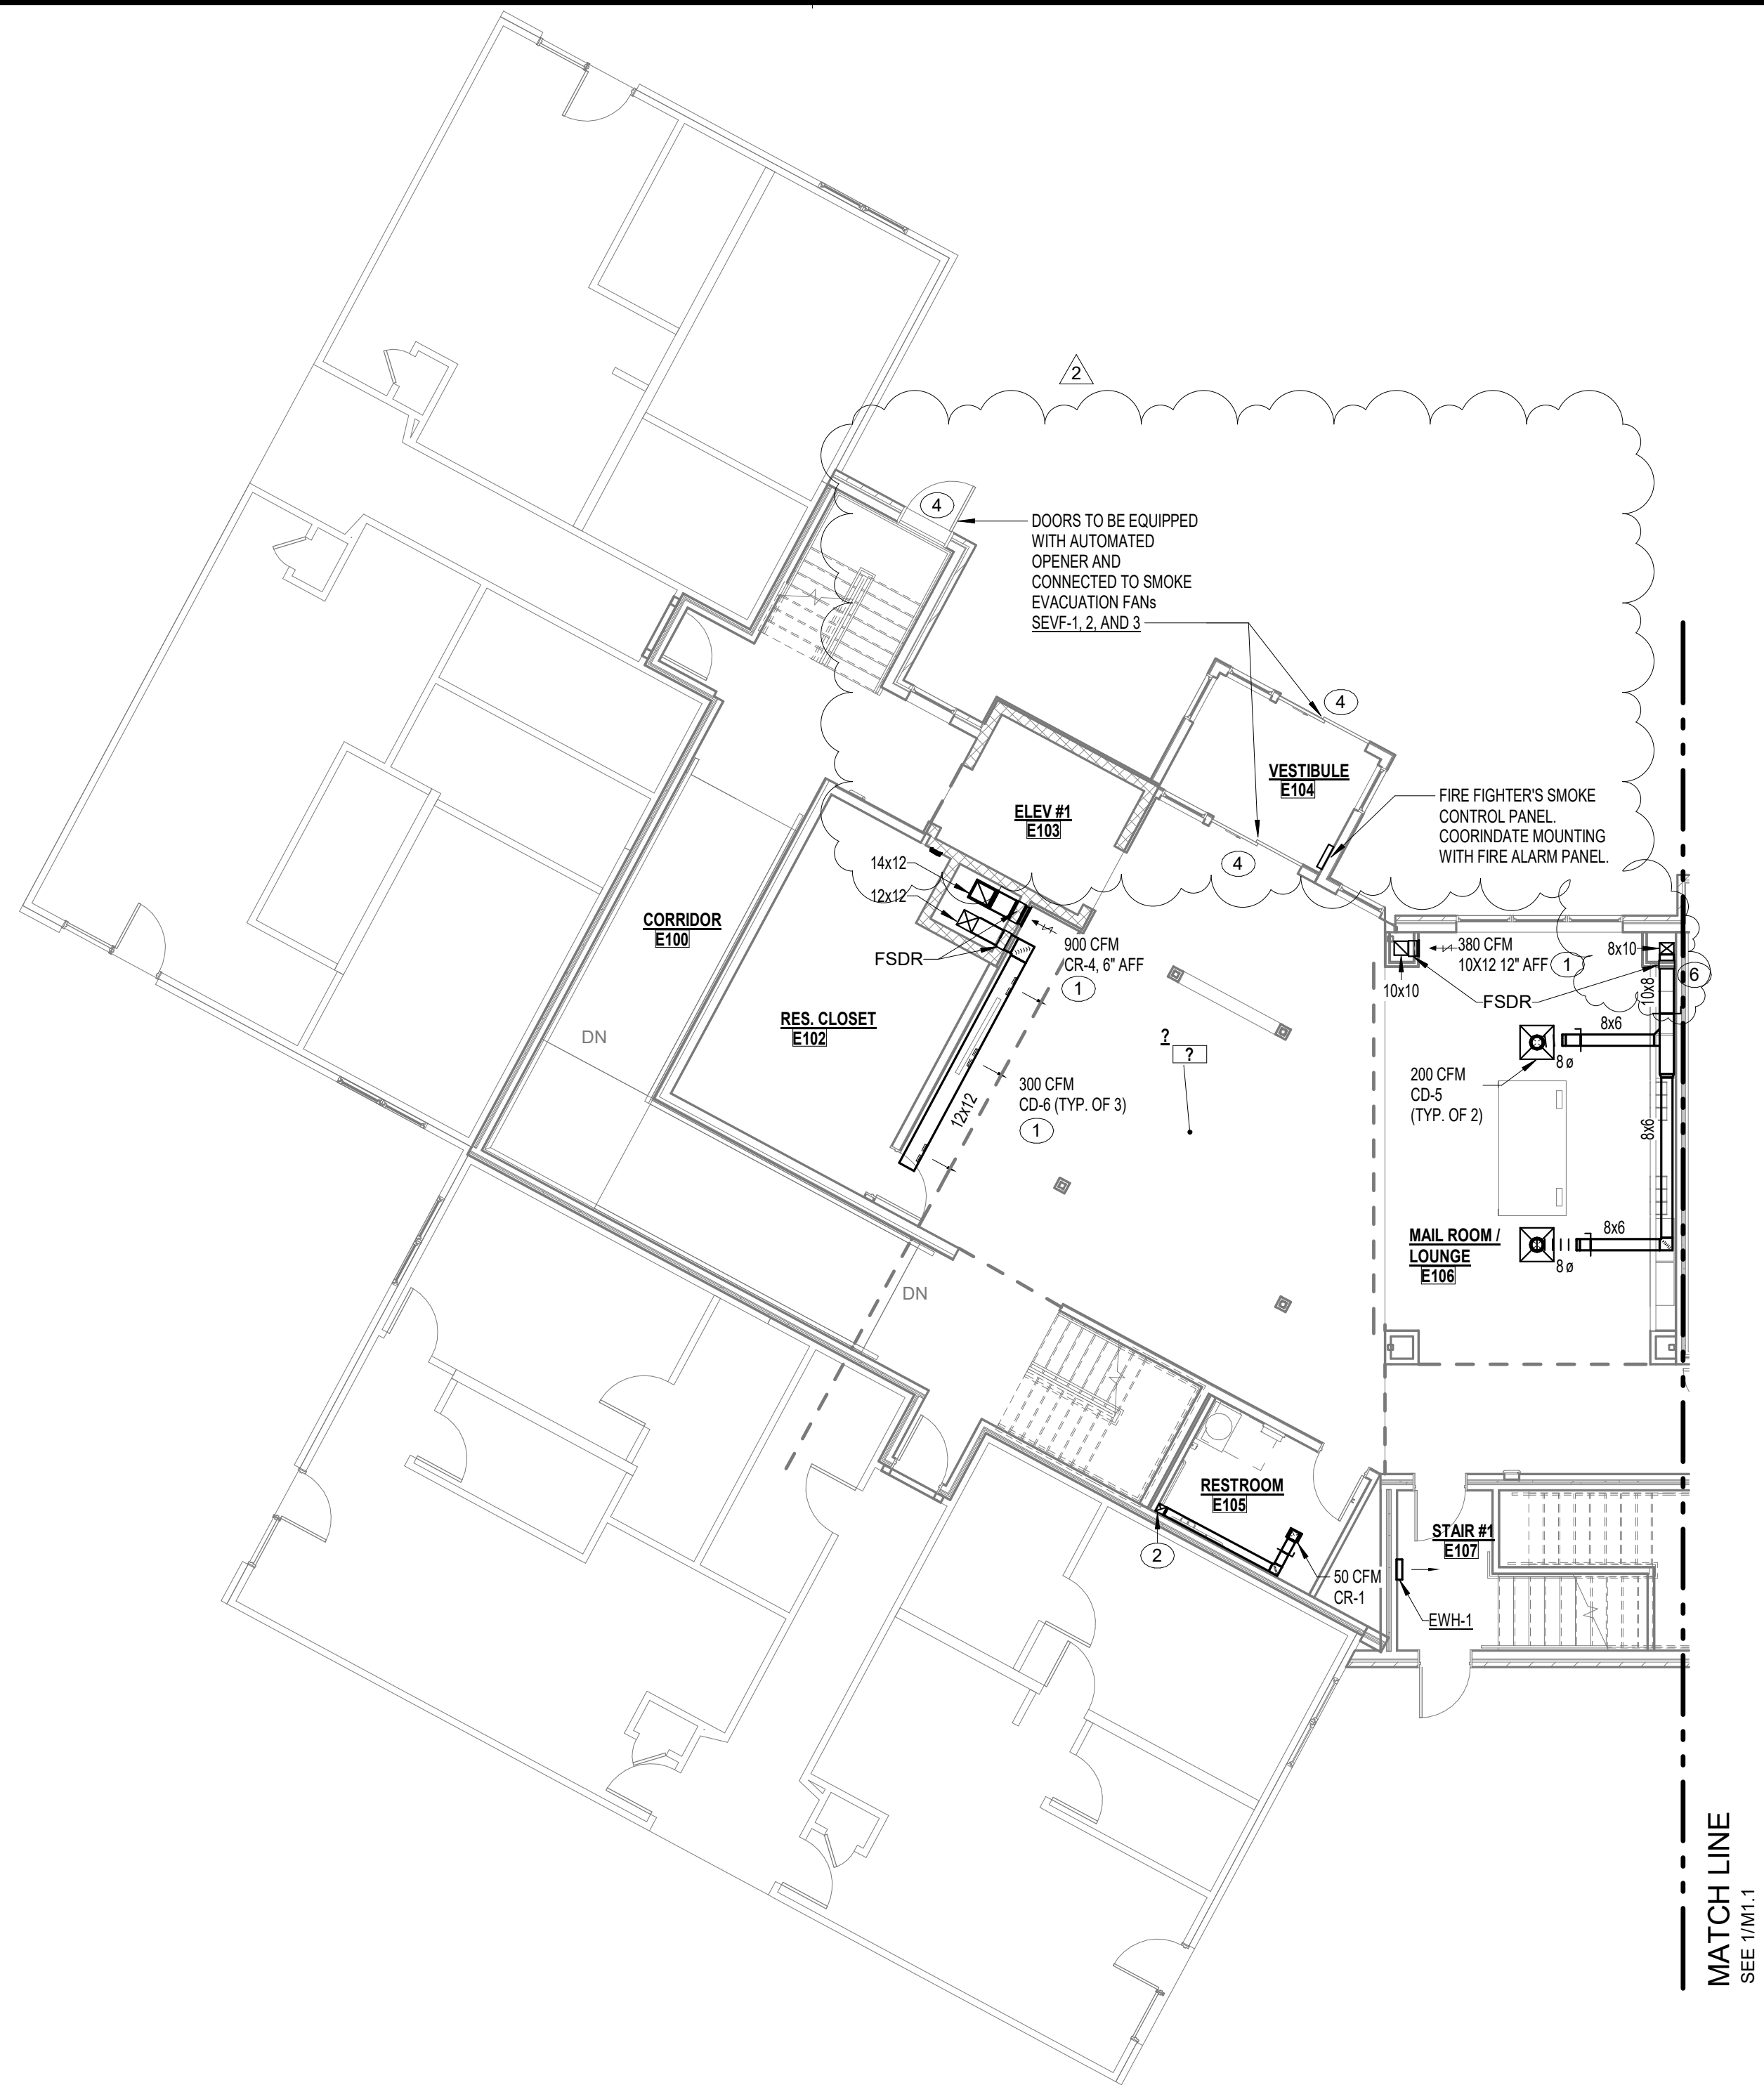 2
4
DOORS TO BE EQUIPPED
WITH AUTOMATED
OPENER AND
CONNECTED TO SMOKE
EVACUATION FANs
SEVF-1, 2, AND 3
4
VESTIBULE
E104
FIRE FIGHTER'S SMOKE
CONTROL PANEL.
COORINDATE MOUNTING
WITH FIRE ALARM PANEL.
ELEV #1
E103
4
14x12
12x12
CORRIDOR
E100
FSDR
900 CFM
CR-4, 6" AFF
1
380 CFM
10X12 12" AFF
1
8x10
6
10x10
FSDR
10x8
RES. CLOSET
E102
DN
?
?
8x6
8ø
200 CFM
CD-5
(TYP. OF 2)
300 CFM
CD-6 (TYP. OF 3)
1
12x12
8x6
MAIL ROOM /
LOUNGE
E106
8x6
8ø
DN
RESTROOM
E105
STAIR #1
E107
2
50 CFM
CR-1
EWH-1
MATCH LINE
SEE 1/M1.1